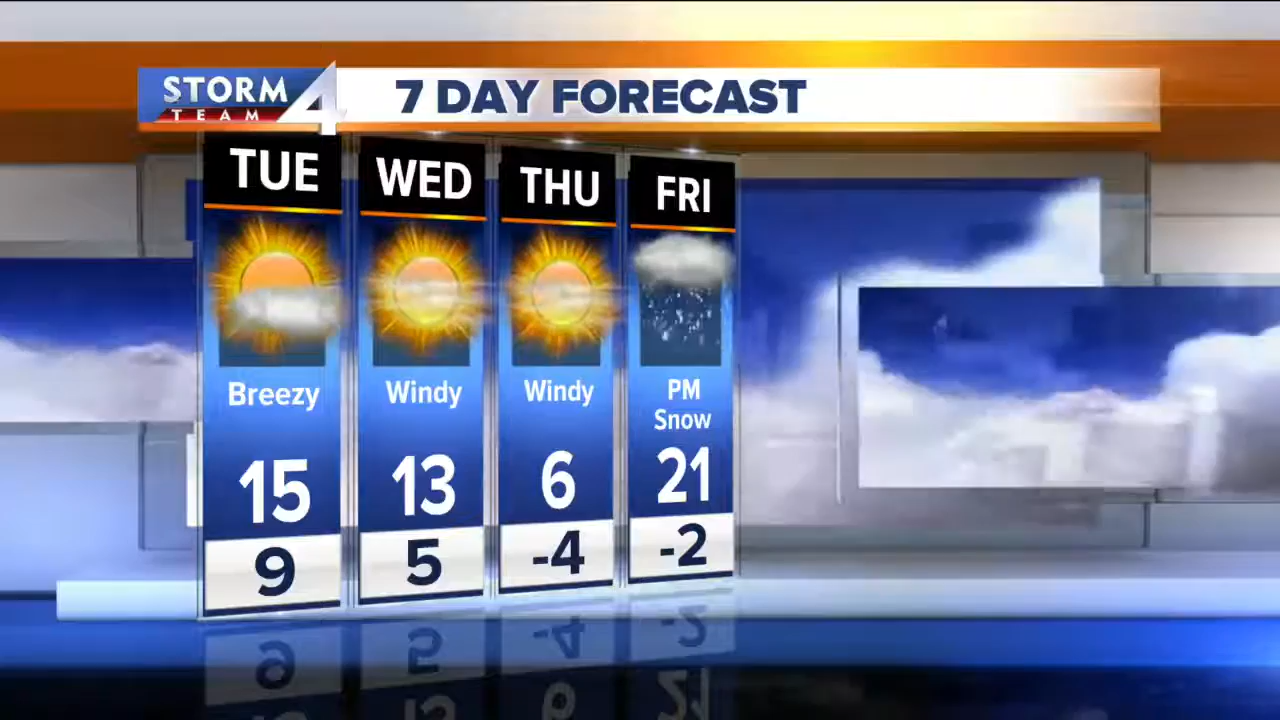 STORM
TEAM
4
7 DAY FORECAST
TUE
Breezy
15
9
WED
Windy
13
5
THU
Windy
6
-4
FRI
PM
Snow
21
-2